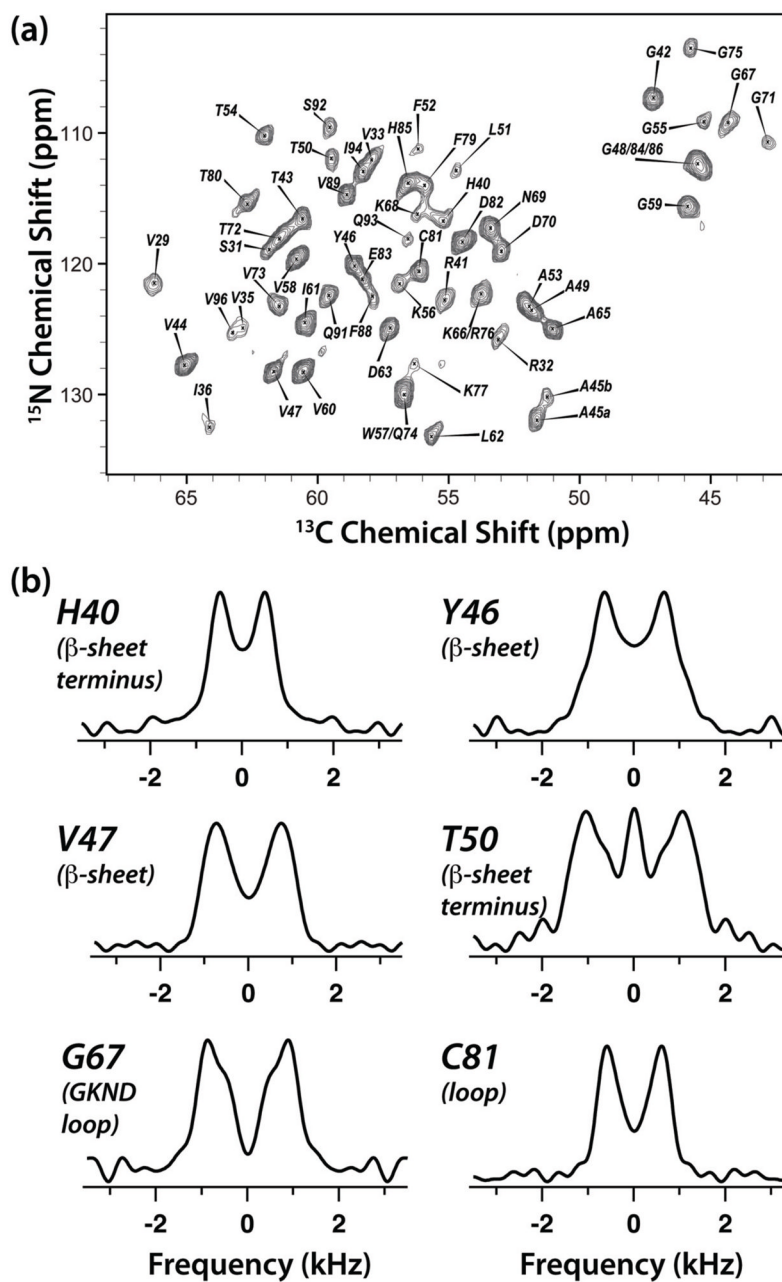 (a)
¹⁵N Chemical Shift (ppm)
110
120
130
65
60
55
50
45
¹³C Chemical Shift (ppm)
G42
G75
G67
G71
G55
G48/84/86
G59
S92
T54
T50
I94
V33
H85
F52
F79
L51
T80
T43
V89
K68
H40
Q93
D82
N69
D70
T72
S31
Y46
E83
C81
R41
V29
V73
V58
V96
V35
I61
Q91
F88
K56
K66/R76
A53
A49
A65
V44
D63
R32
I36
V47
V60
K77
W57/Q74
L62
A45b
A45a
(b)
H40
(β-sheet
terminus)
-2
0
2
Y46
(β-sheet)
-2
0
2
V47
(β-sheet)
-2
0
2
T50
(β-sheet
terminus)
-2
0
2
G67
(GKND
loop)
-2
0
2
Frequency (kHz)
C81
(loop)
-2
0
2
Frequency (kHz)